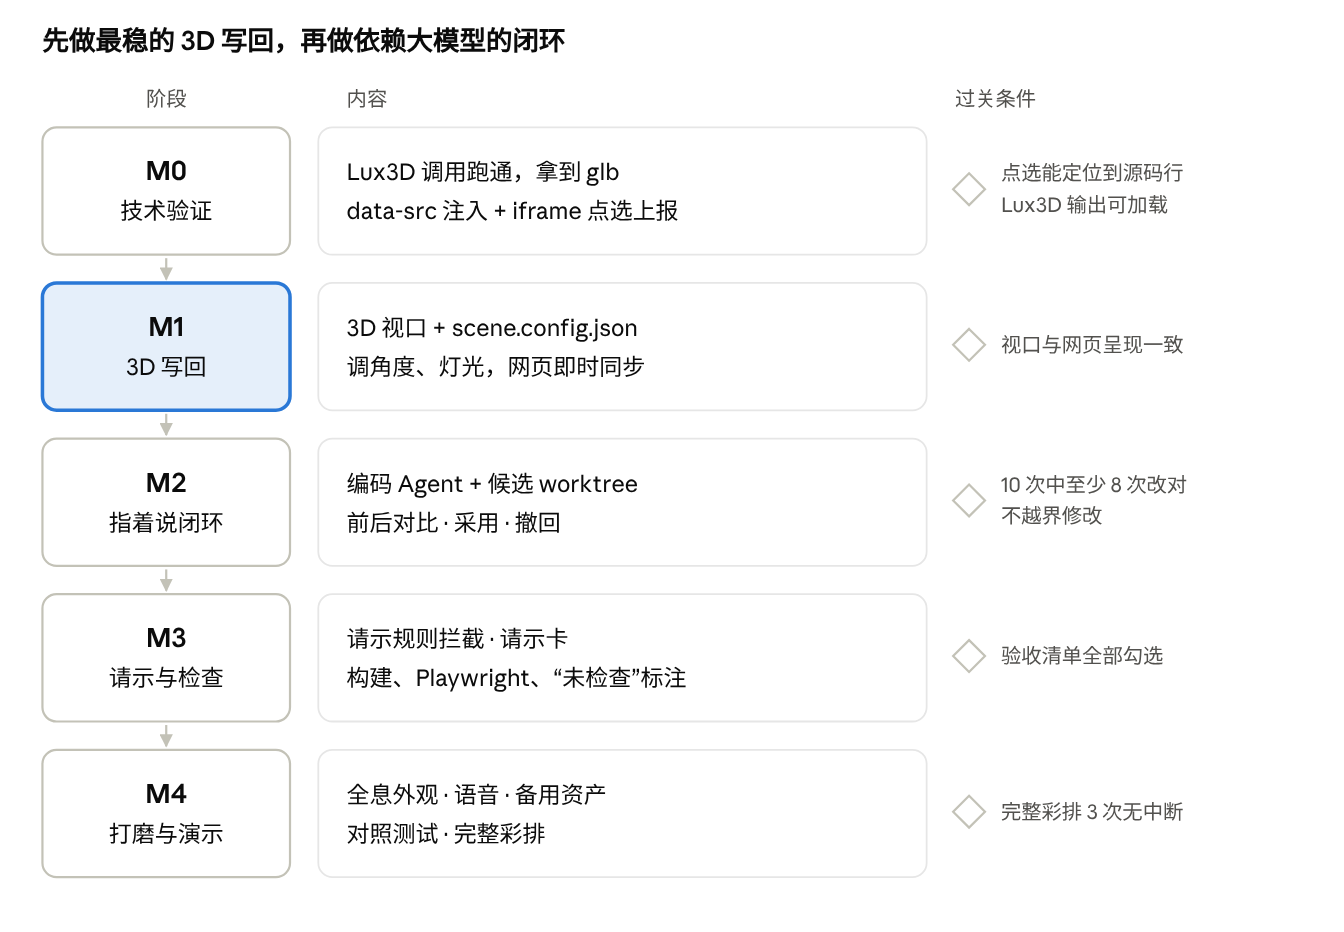 先做最稳的 3D 写回，再做依赖大模型的闭环
阶段
内容
过关条件
M0
技术验证
Lux3D 调用跑通，拿到 glb
data-src 注入 + iframe 点选上报
点选能定位到源码行
Lux3D 输出可加载
M1
3D 写回
3D 视口 + scene.config.json
调角度、灯光，网页即时同步
视口与网页呈现一致
M2
指着说闭环
编码 Agent + 候选 worktree
前后对比 · 采用 · 撤回
10 次中至少 8 次改对
不越界修改
M3
请示与检查
请示规则拦截 · 请示卡
构建、Playwright、“未检查”标注
验收清单全部勾选
M4
打磨与演示
全息外观 · 语音 · 备用资产
对照测试 · 完整彩排
完整彩排 3 次无中断